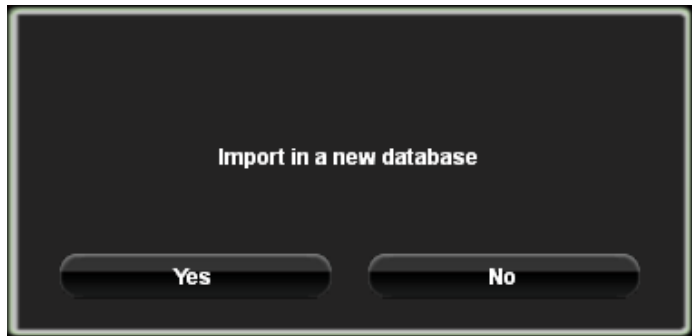 Import in a new database
Yes
No